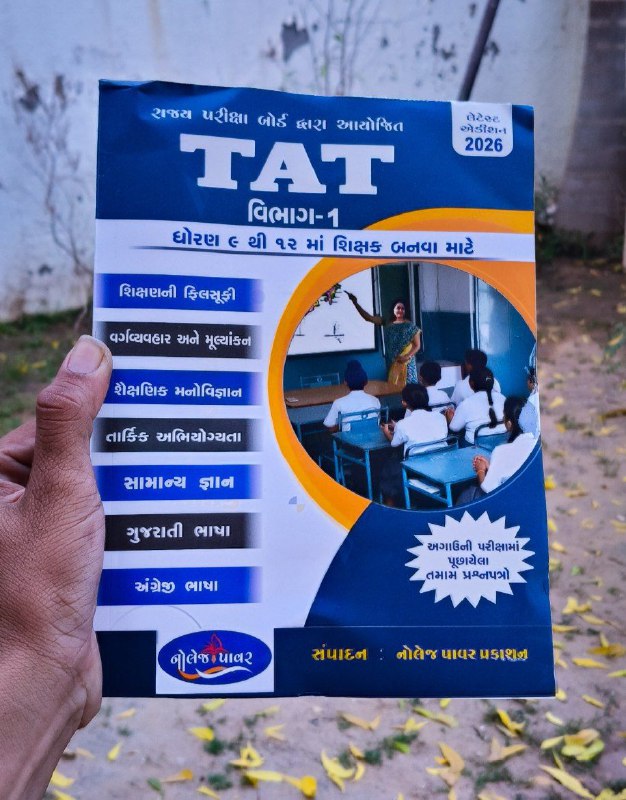 રાજ્ય પરીક્ષા બોર્ડ દ્વારા આયોજિત
લેટેસ્ટ
એડીશન
2026
TAT
વિભાગ-1
ધોરણ ૯ થી ૧૨ માં શિક્ષક બનવા માટે
શિક્ષણની ફિલસૂફી
વર્ગવ્યવહાર અને મૂલ્યાંકન
શૈક્ષણિક મનોવિજ્ઞાન
તાર્કિક અભિયોગ્યતા
સામાન્ય જ્ઞાન
ગુજરાતી ભાષા
અંગ્રેજી ભાષા
અગાઉની પરીક્ષામાં
પૂછાયેલા
તમામ પ્રશ્નપત્રો
નોલેજ પાવર
સંપાદન : નોલેજ પાવર પ્રકાશન